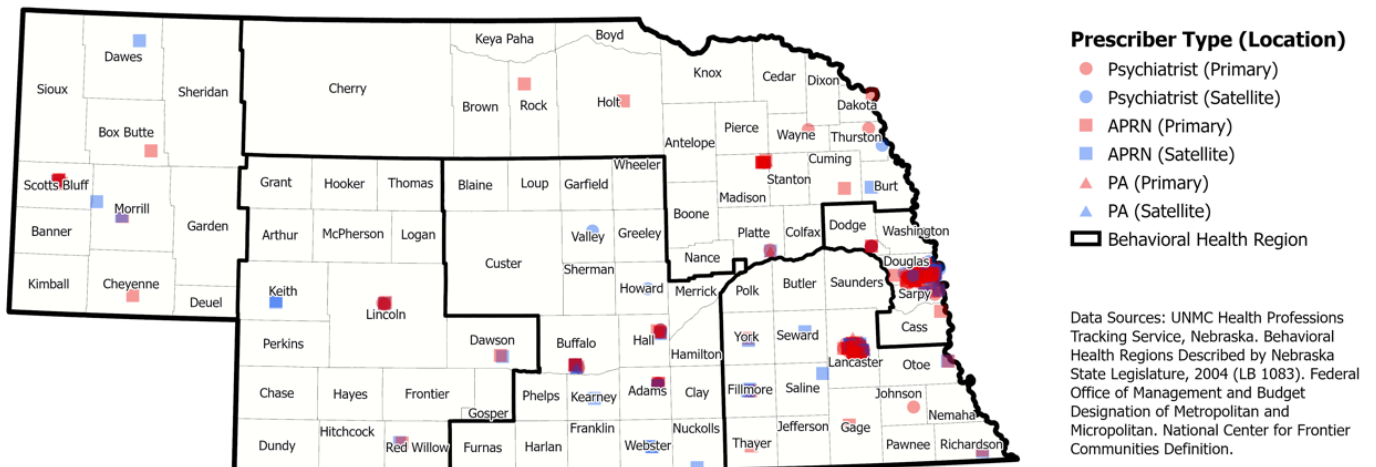 Keya Paha
Boyd
Knox
Cedar
Dixon
Dawes
Sioux
Sheridan
Cherry
Brown
Rock
Holt
Dakota
Box Butte
Antelope
Pierce
Wayne
Thurston
Scotts Bluff
Morrill
Garden
Grant
Hooker
Thomas
Blaine
Loup
Garfield
Wheeler
Cuming
Stanton
Burt
Madison
Boone
Banner
Arthur
McPherson
Logan
Valley
Greeley
Platte
Colfax
Dodge
Washington
Nance
Custer
Sherman
Kimball
Cheyenne
Deuel
Keith
Lincoln
Howard
Merrick
Polk
Butler
Saunders
Douglas
Sarpy
Perkins
Dawson
Buffalo
Hall
Hamilton
York
Seward
Lancaster
Cass
Otoe
Chase
Hayes
Frontier
Gosper
Phelps
Kearney
Adams
Clay
Fillmore
Saline
Johnson
Nemaha
Dundy
Hitchcock
Red Willow
Furnas
Harlan
Franklin
Webster
Nuckolls
Thayer
Jefferson
Gage
Pawnee
Richardson
Prescriber Type (Location)
Psychiatrist (Primary)
Psychiatrist (Satellite)
APRN (Primary)
APRN (Satellite)
PA (Primary)
PA (Satellite)
Behavioral Health Region
Data Sources: UNMC Health Professions
Tracking Service, Nebraska. Behavioral
Health Regions Described by Nebraska
State Legislature, 2004 (LB 1083). Federal
Office of Management and Budget
Designation of Metropolitan and
Micropolitan. National Center for Frontier
Communities Definition.